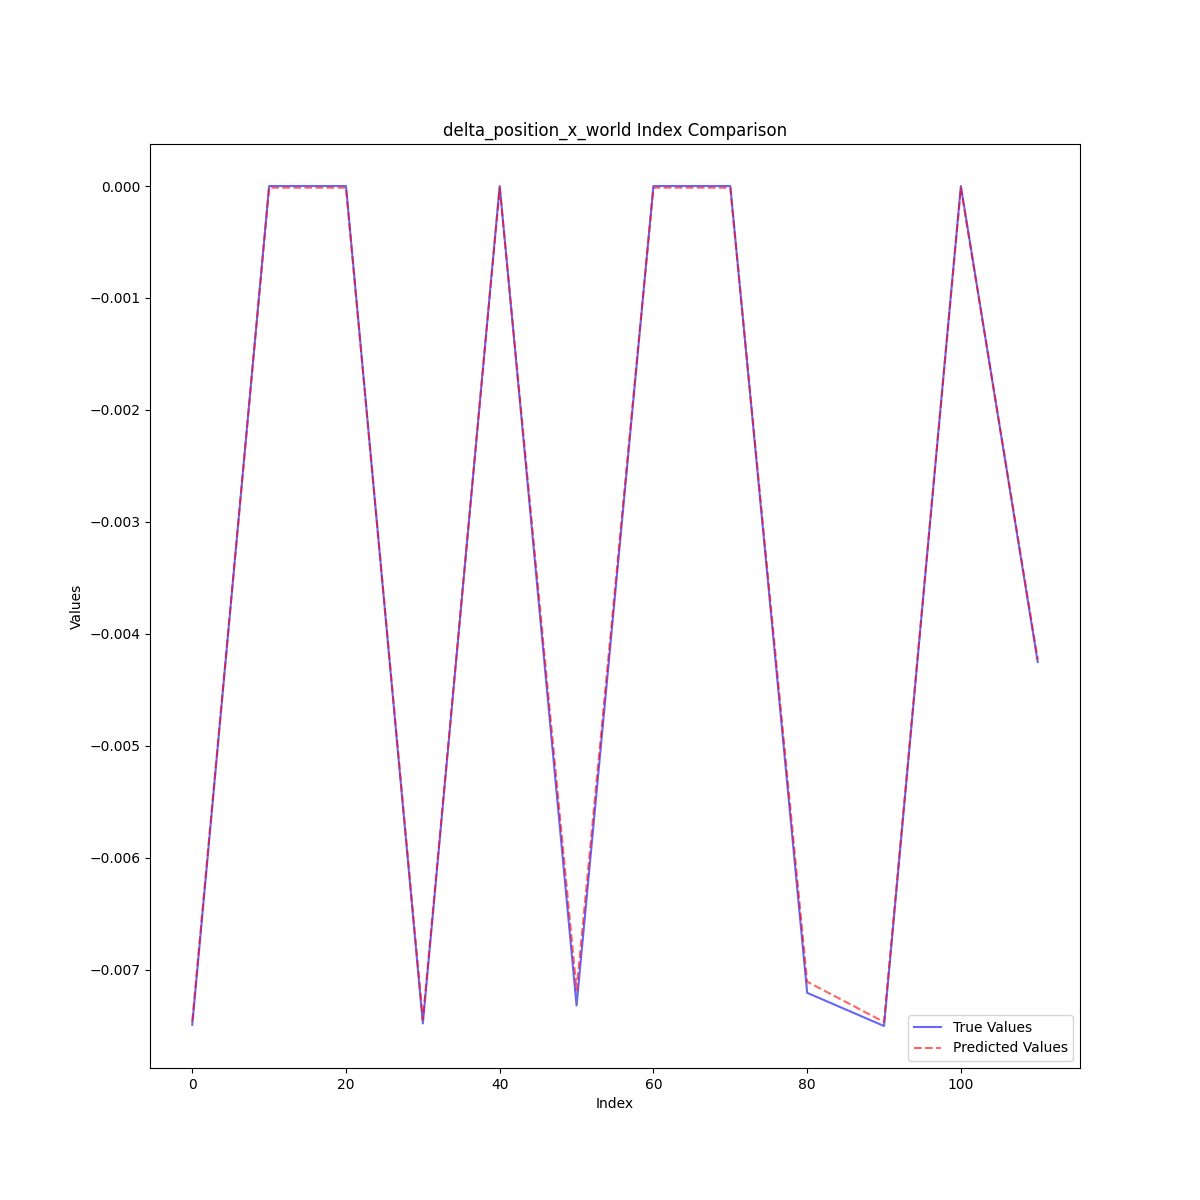 delta_position_x_world Index Comparison
0.000
−0.001
−0.002
−0.003
−0.004
−0.005
−0.006
−0.007
Values
0 20 40 60 80 100
Index
True Values
Predicted Values